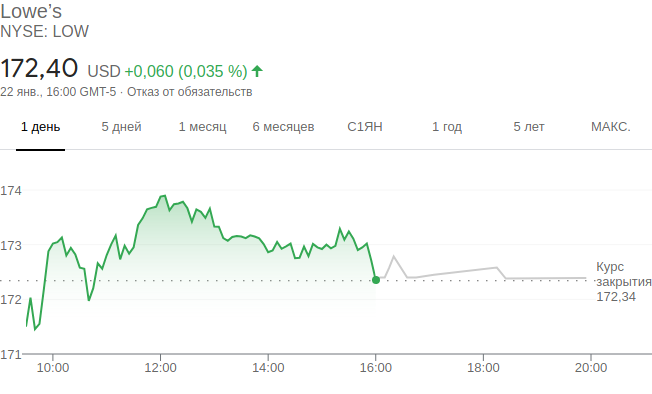 Lowe's
NYSE: LOW
172,40 USD +0,060 (0,035 %)
22 янв., 16:00 GMT-5 · Отказ от обязательств
1 день 5 дней 1 месяц 6 месяцев С1ЯН 1 год 5 лет МАКС.
174
173
172
171
Курс
закрытия
172,34
10:00 12:00 14:00 16:00 18:00 20:00